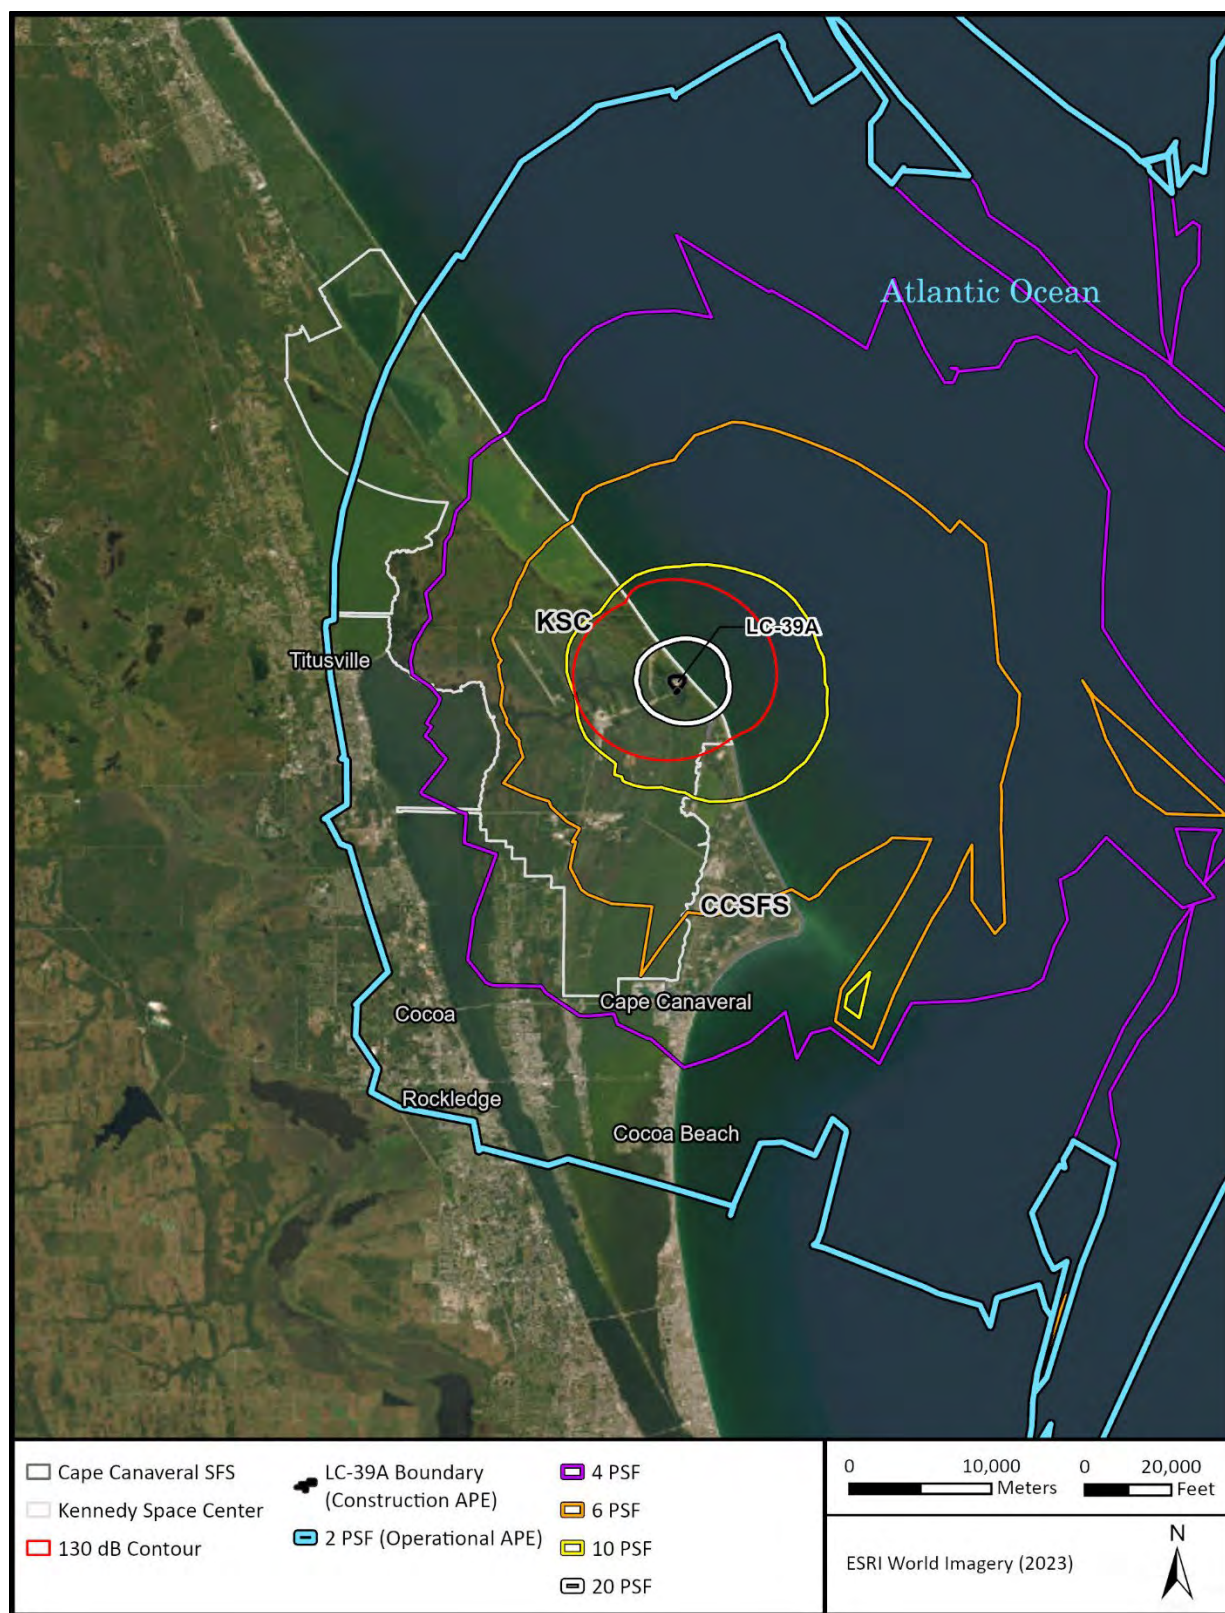 Atlantic Ocean
KSC
LC-39A
Titusville
CCSFS
Cape Canaveral
Cocoa
Rockledge
Cocoa Beach
Cape Canaveral SFS
Kennedy Space Center
130 dB Contour
LC-39A Boundary
(Construction APE)
2 PSF (Operational APE)
4 PSF
6 PSF
10 PSF
20 PSF
0 10,000
Meters
0 20,000
Feet
ESRI World Imagery (2023)
N